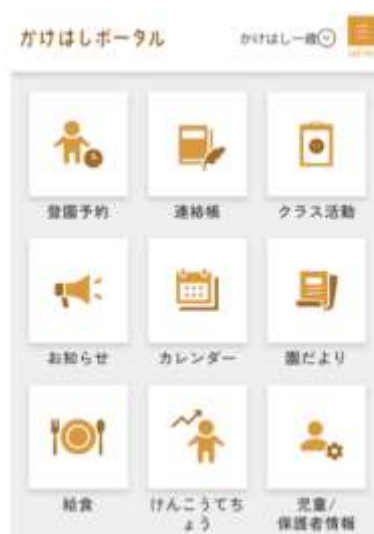 かけはしポータル
かけはし一歳
登園予約
連絡帳
クラス活動
お知らせ
カレンダー
園だより
給食
けんこうてち
ょう
児童/
保護者情報